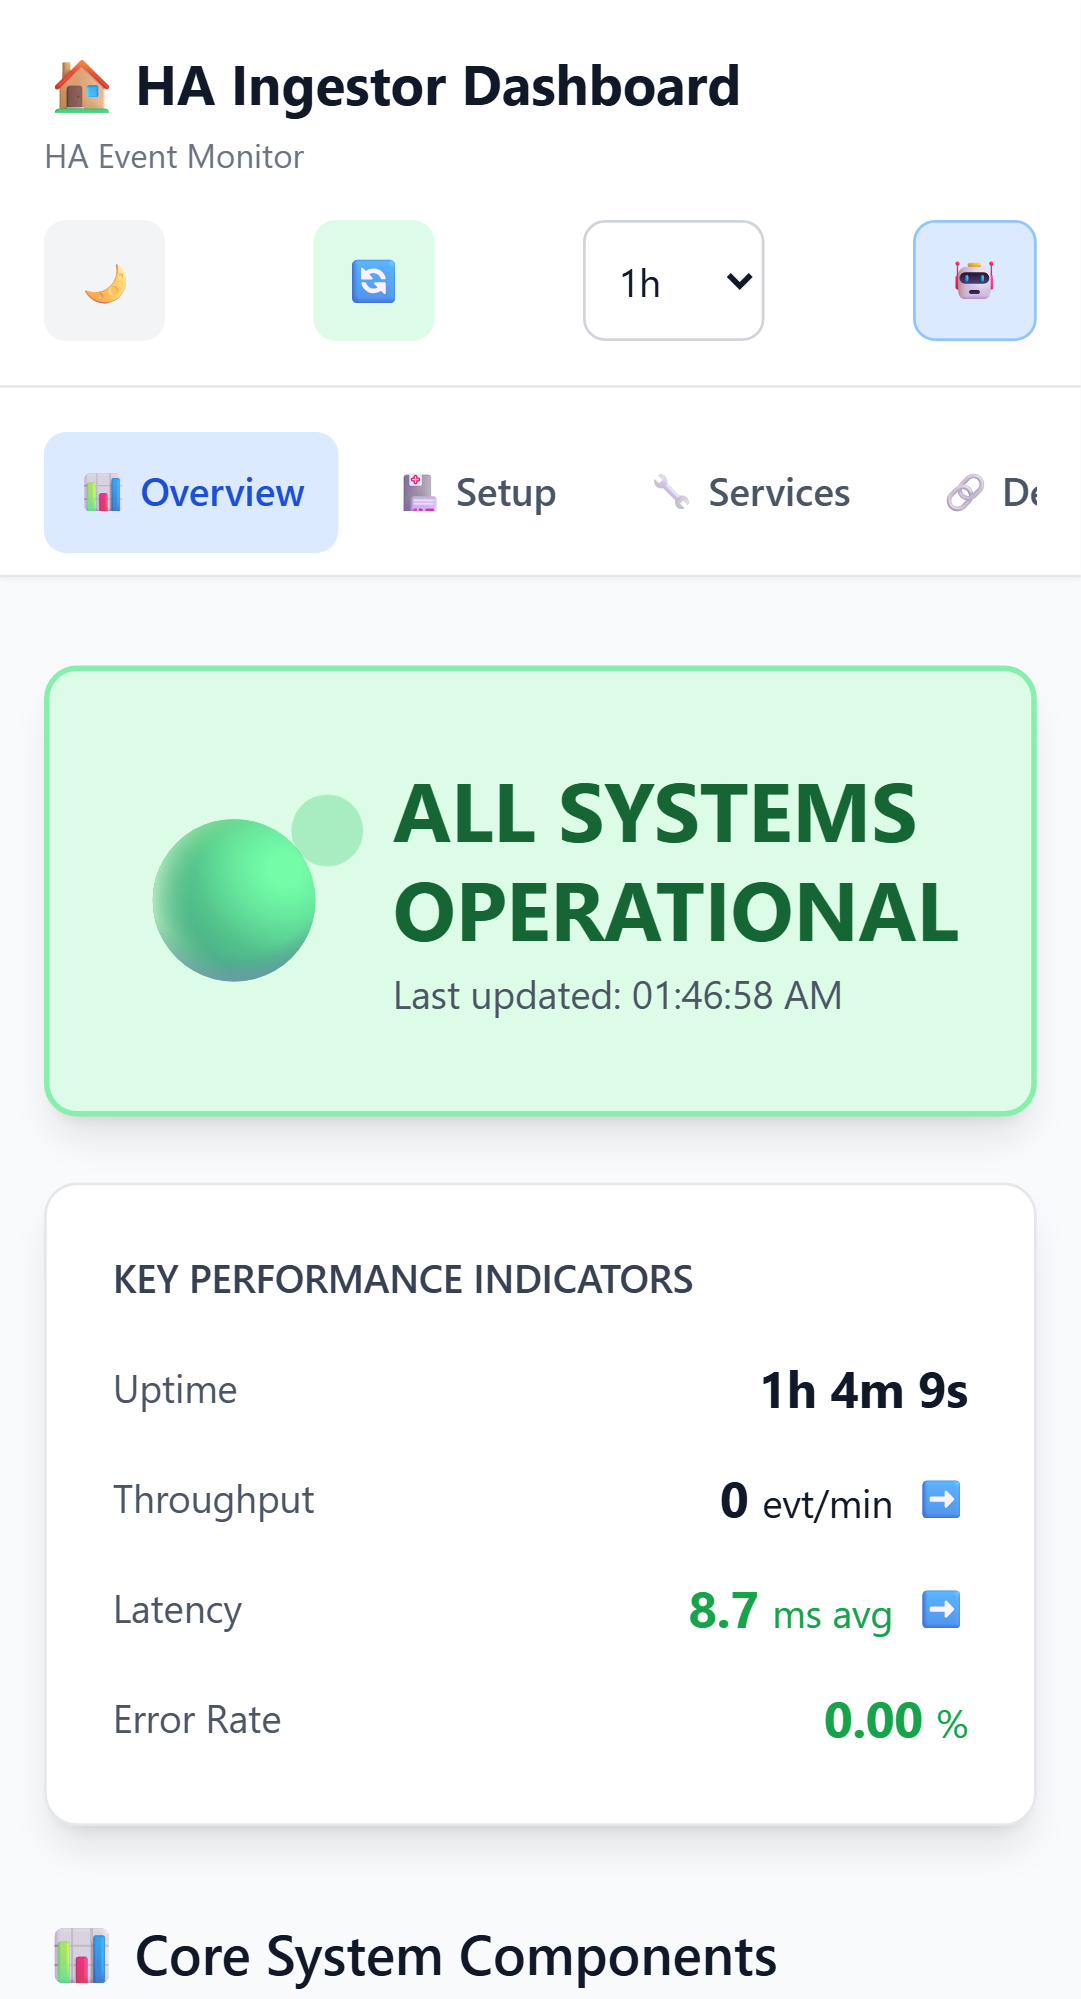 HA Ingestor Dashboard
HA Event Monitor
1h
Overview Setup Services De
ALL SYSTEMS
OPERATIONAL
Last updated: 01:46:58 AM
KEY PERFORMANCE INDICATORS
Uptime 1h 4m 9s
Throughput 0 evt/min
Latency 8.7 ms avg
Error Rate 0.00 %
Core System Components